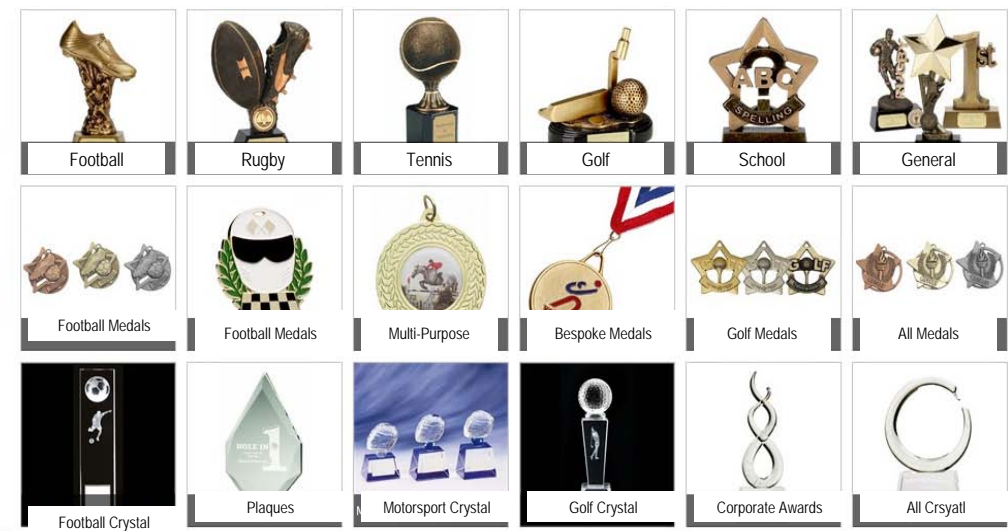 ABC
SPELLING
1st
Football
Rugby
Tennis
Golf
School
General
GOLF
Football Medals
Football Medals
Multi-Purpose
Bespoke Medals
Golf Medals
All Medals
HOLE IN
1
Football Crystal
Plaques
M
Motorsport Crystal
Golf Crystal
Corporate Awards
All Crsyatl